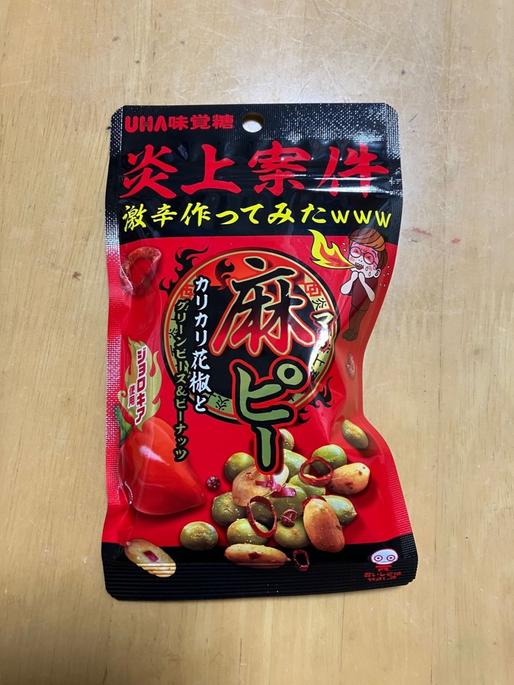 UHA味覚糖
炎上案件
激辛作ってみたwww
麻ピー
カリカリ花椒と
グリーンピース&ピーナッツ
ジョロキア
使用